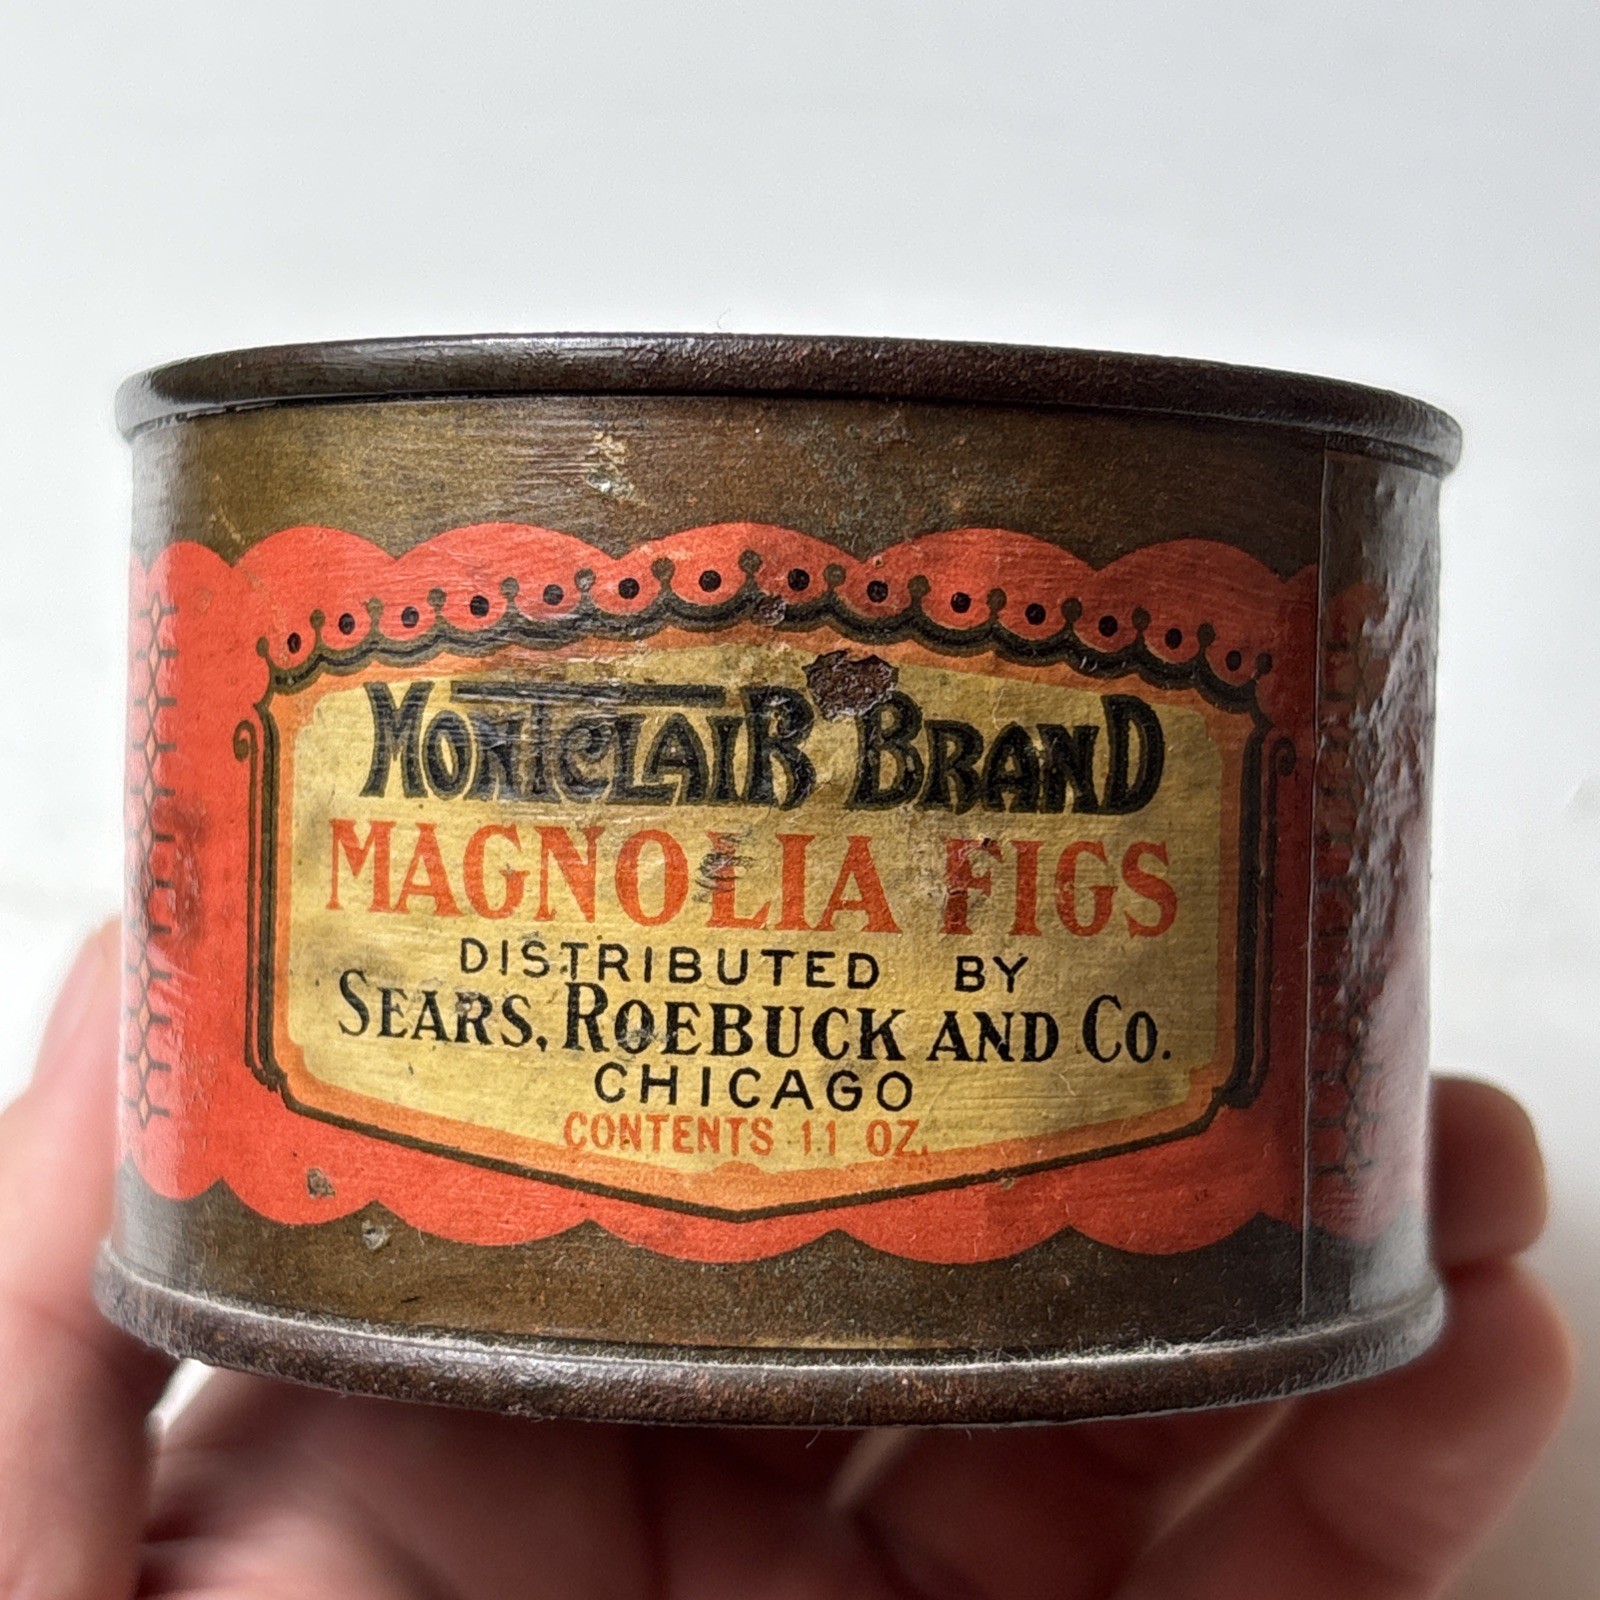 MONTCLAIR BRAND
MAGNOLIA FIGS
DISTRIBUTED BY
SEARS, ROEBUCK AND CO.
CHICAGO
CONTENTS 11 OZ.